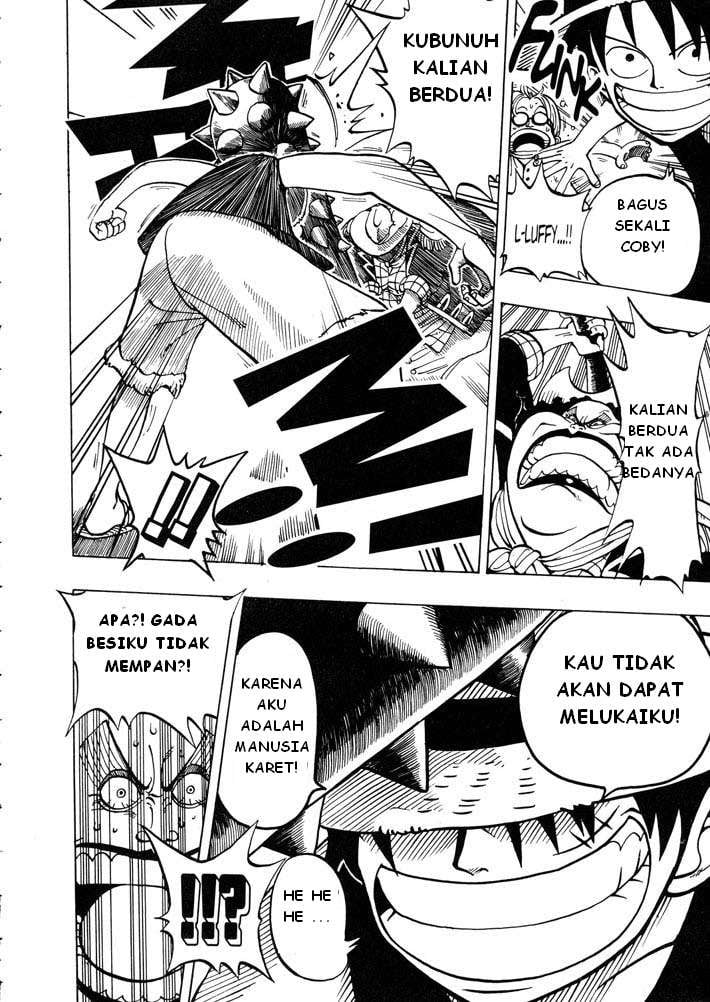 FUNK
BAGUS
SEKALI
COBY!
L-LUFFY...!!
KUBUNUH
KALIAN
BERDUA!
KALIAN
BERDUA
TAK ADA
BEDANYA
!!
KAU TIDAK
AKAN DAPAT
MELUKAIKU!
KARENA
AKU
ADALAH
MANUSIA
KARET!
HE HE
HE ...
APA?! GADA
BESIKU TIDAK
MEMPAN?!
!!!?